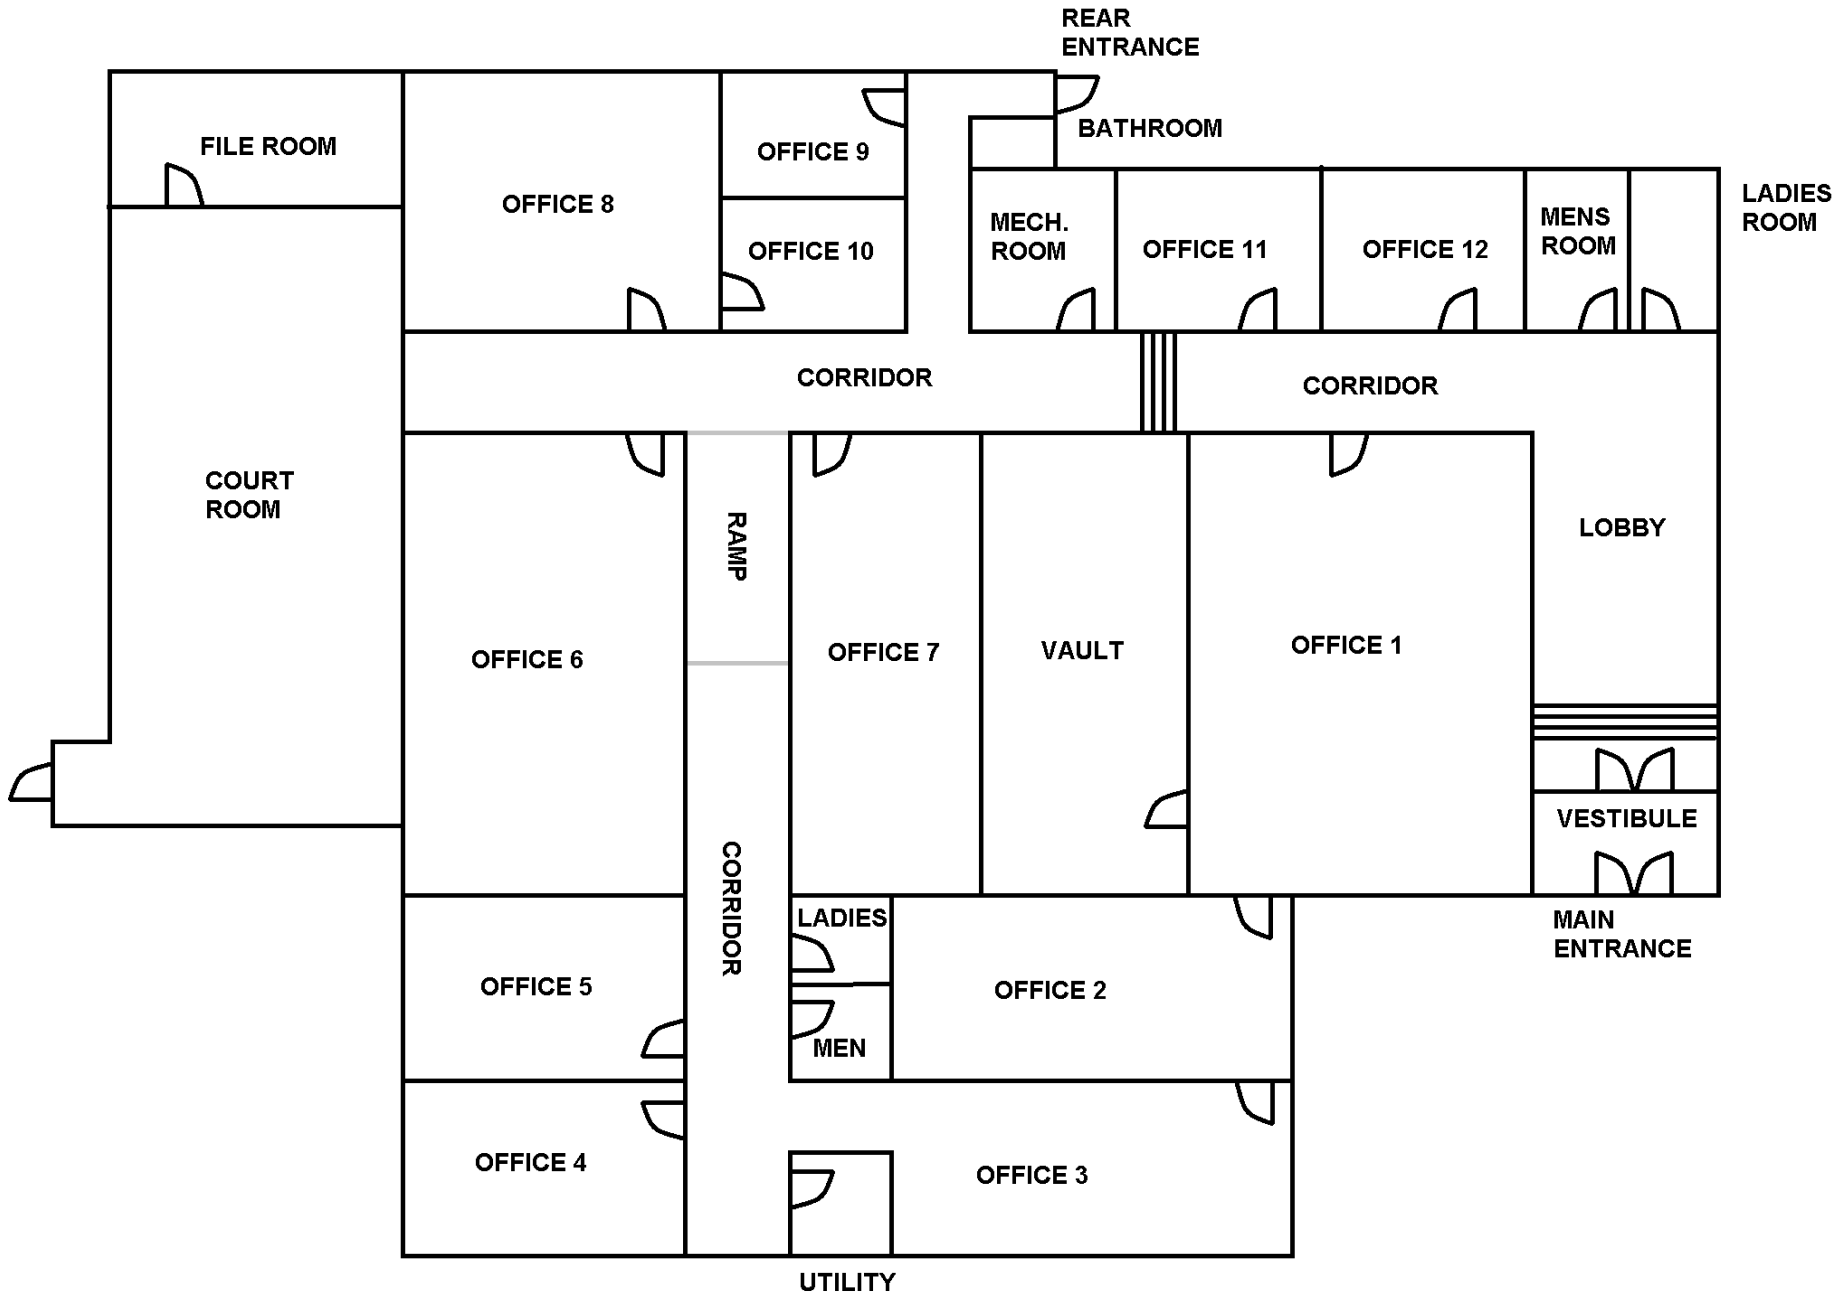 REAR
ENTRANCE
BATHROOM
FILE ROOM
OFFICE 9
OFFICE 8
OFFICE 10
MECH.
ROOM
OFFICE 11
OFFICE 12
MENS
ROOM
LADIES
ROOM
CORRIDOR
CORRIDOR
COURT
ROOM
RAMP
LOBBY
OFFICE 6
OFFICE 7
VAULT
OFFICE 1
VESTIBULE
CORRIDOR
LADIES
MAIN
ENTRANCE
OFFICE 5
OFFICE 2
MEN
OFFICE 4
OFFICE 3
UTILITY